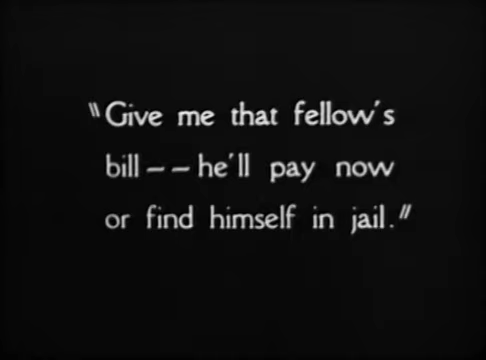 "Give me that fellow's
bill -- he'll pay now
or find himself in jail."